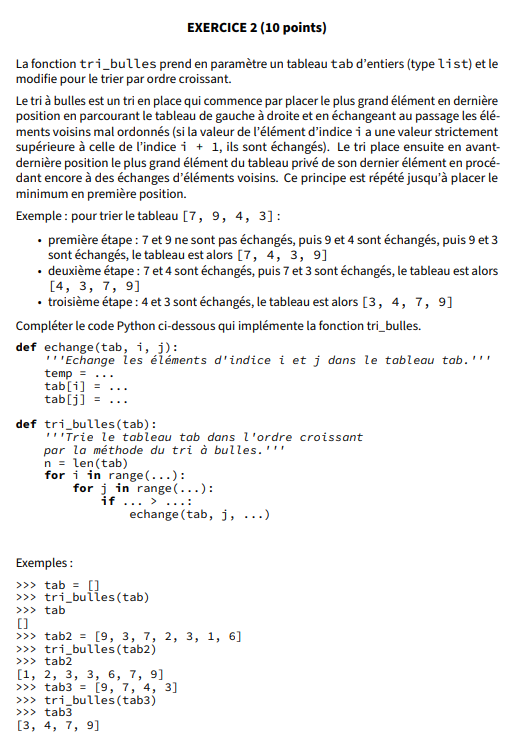 EXERCICE 2 (10 points)
La fonction tri_bulles prend en paramètre un tableau tab d'entiers (type list) et le
modifie pour le trier par ordre croissant.
Le tri à bulles est un tri en place qui commence par placer le plus grand élément en dernière
position en parcourant le tableau de gauche à droite et en échangeant au passage les élé-
ments voisins mal ordonnés (si la valeur de l'élément d'indice i a une valeur strictement
supérieure à celle de l'indice i + 1, ils sont échangés). Le tri place ensuite en avant-
dernière position le plus grand élément du tableau privé de son dernier élément en procé-
dant encore à des échanges d'éléments voisins. Ce principe est répété jusqu'à placer le
minimum en première position.
Exemple : pour trier le tableau [7, 9, 4, 3] :
• première étape : 7 et 9 ne sont pas échangés, puis 9 et 4 sont échangés, puis 9 et 3
sont échangés, le tableau est alors [7, 4, 3, 9]
• deuxième étape : 7 et 4 sont échangés, puis 7 et 3 sont échangés, le tableau est alors
[4, 3, 7, 9]
• troisième étape : 4 et 3 sont échangés, le tableau est alors [3, 4, 7, 9]
Compléter le code Python ci-dessous qui implémente la fonction tri_bulles.
def echange(tab, i, j):
    '''Echange les éléments d'indice i et j dans le tableau tab.'''
    temp = ...
    tab[i] = ...
    tab[j] = ...
def tri_bulles(tab):
    '''Trie le tableau tab dans l'ordre croissant
    par la méthode du tri à bulles.'''
    n = len(tab)
    for i in range(...):
        for j in range(...):
            if ... > ...:
                echange(tab, j, ...)
Exemples :
>>> tab = []
>>> tri_bulles(tab)
>>> tab
[]
>>> tab2 = [9, 3, 7, 2, 3, 1, 6]
>>> tri_bulles(tab2)
>>> tab2
[1, 2, 3, 3, 6, 7, 9]
>>> tab3 = [9, 7, 4, 3]
>>> tri_bulles(tab3)
>>> tab3
[3, 4, 7, 9]